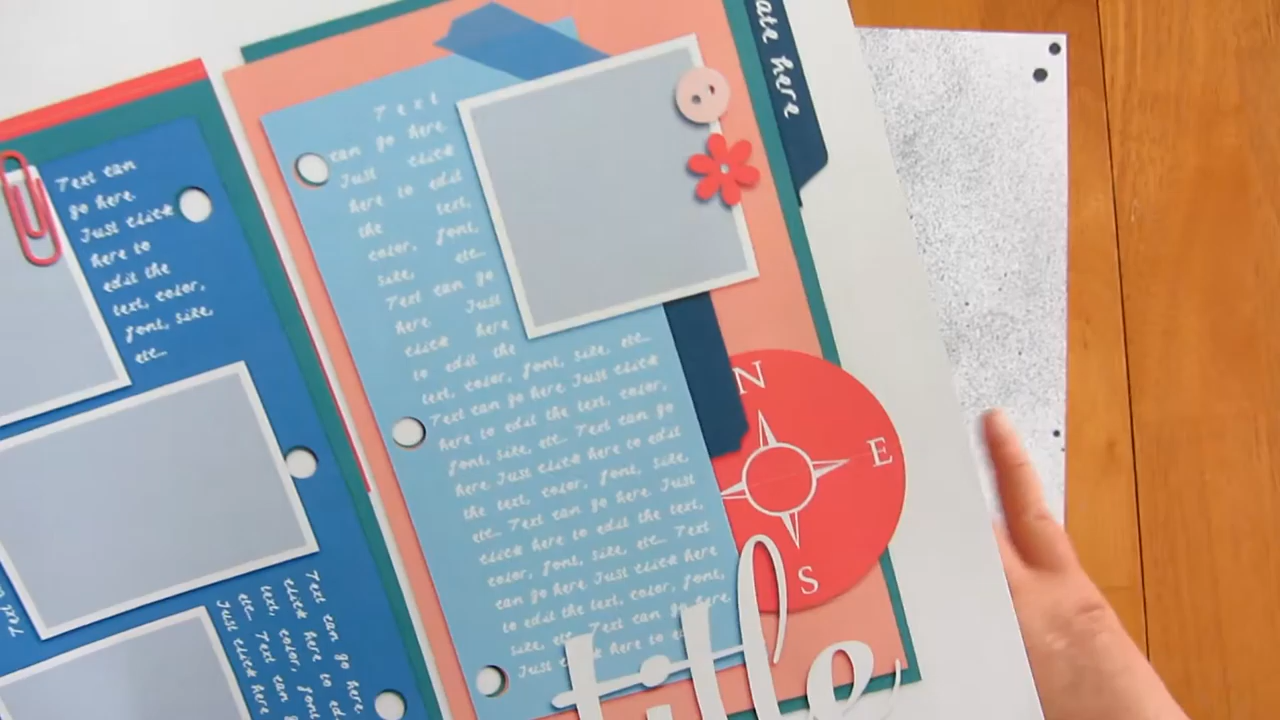 Text can
go here.
Just click
here to
edit the
text, color,
font, size,
etc...
Text can go here
click here to ed
text, color, font,
etc... Text can g
Just click here
ate here
Text
can go here
Just click
here to edit
the text,
color, font,
size, etc...
Text can go
here Just
click here
to edit the
text, color, font, size, etc...
Text can go here Just click
here to edit the text, color,
font, size, etc... Text can go
here Just click here to edit
the text, color, font, size,
etc... Text can go here Just
click here to edit the text,
color, font, size, etc... Text
can go here Just click here
to edit the text, color, font,
size, etc... Text can go here.
Just click here to e
N
E
S
title